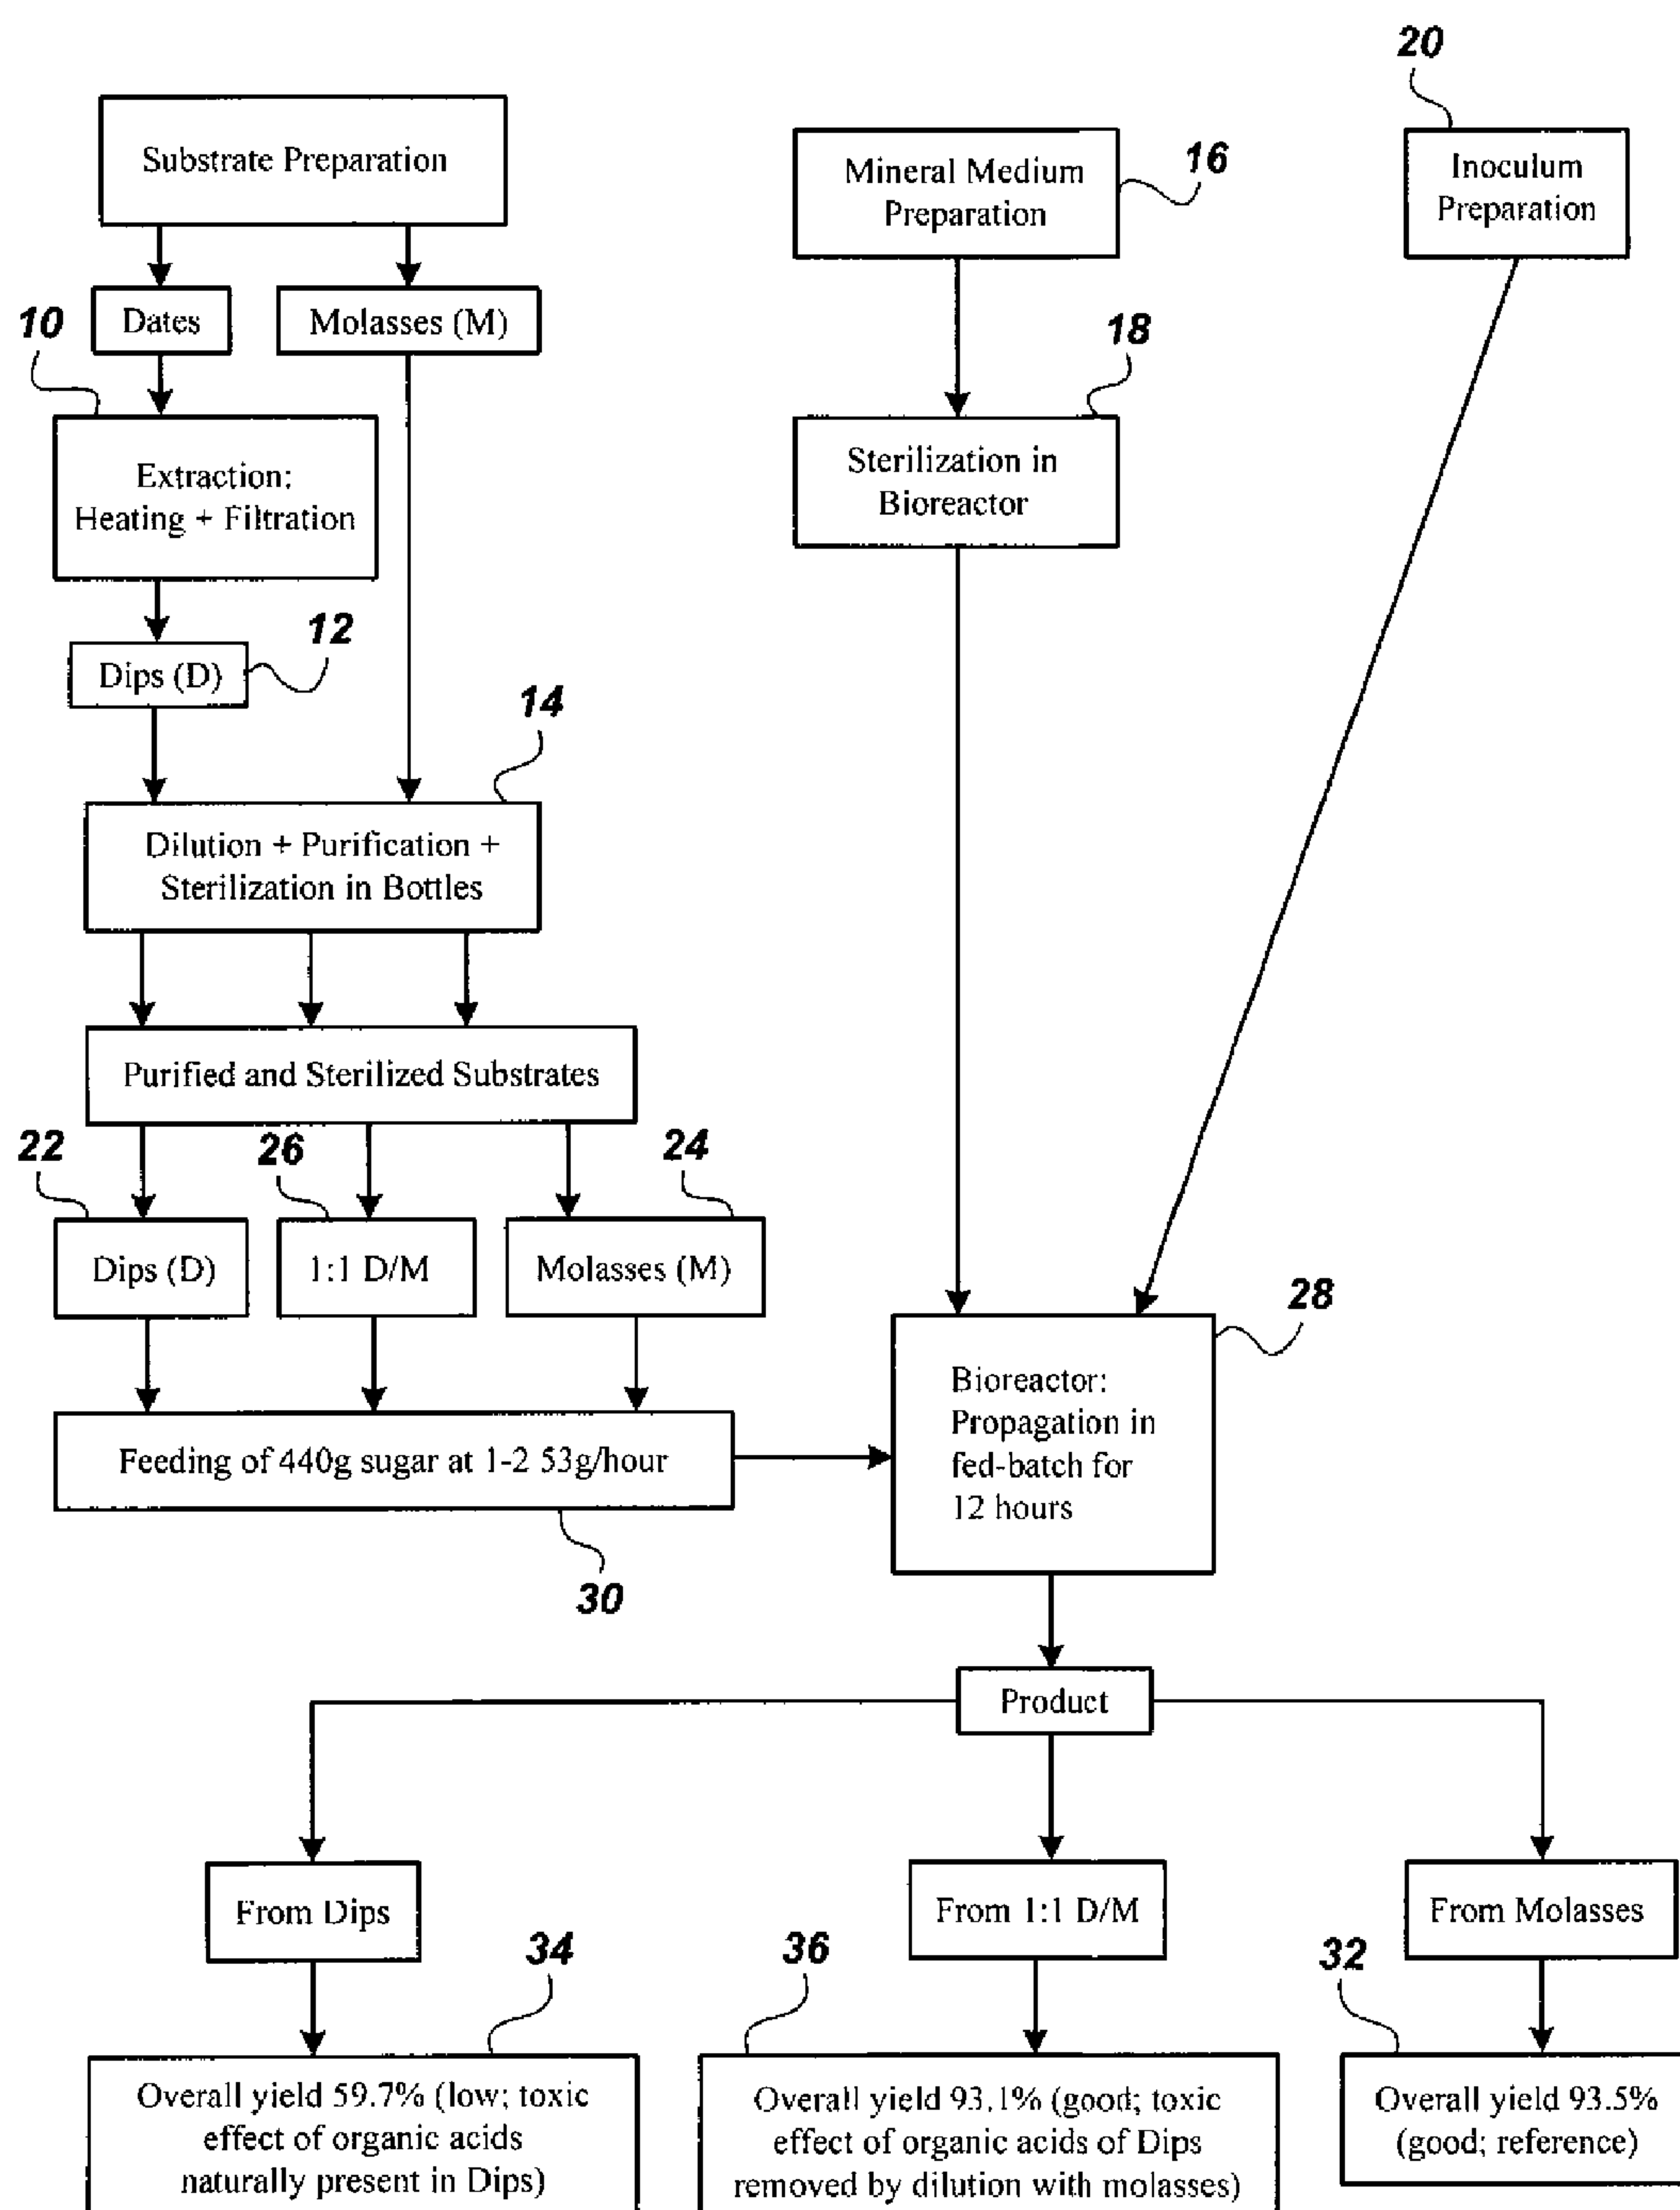 20
Substrate Preparation
Mineral Medium
Preparation
16
Inoculum
Preparation
10
Dates
Molasses (M)
18
Extraction:
Heating + Filtration
Sterilization in
Bioreactor
12
Dips (D)
14
Dilution + Purification +
Sterilization in Bottles
Purified and Sterilized Substrates
22
26
24
Dips (D)
1:1 D/M
Molasses (M)
28
Bioreactor:
Propagation in
fed-batch for
12 hours
Feeding of 440g sugar at 1-2 53g/hour
30
Product
From Dips
From 1:1 D/M
From Molasses
34
36
32
Overall yield 59.7% (low; toxic
effect of organic acids
naturally present in Dips)
Overall yield 93.1% (good; toxic
effect of organic acids of Dips
removed by dilution with molasses)
Overall yield 93.5%
(good; reference)